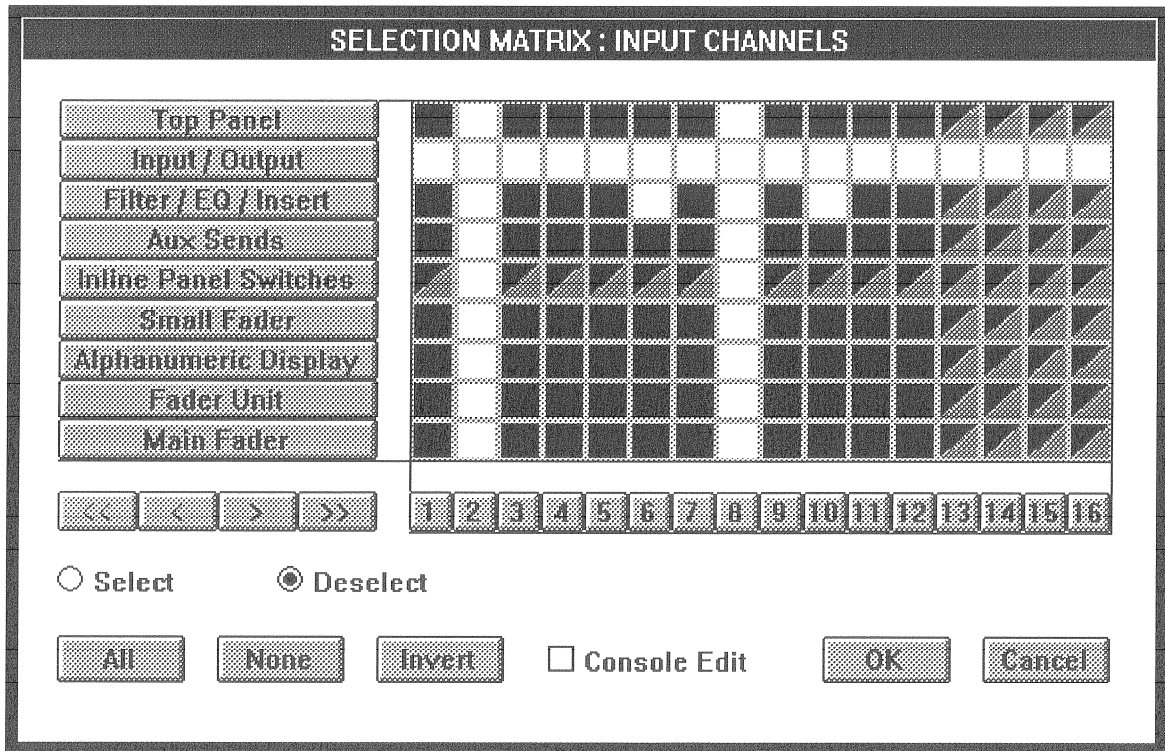 SELECTION MATRIX : INPUT CHANNELS
Top Panel
Input / Output
Filter / EQ / Insert
Aux Sends
Inline Panel Switches
Small Fader
Alphanumeric Display
Fader Unit
Main Fader
<< < > >> 1 2 3 4 5 6 7 8 9 10 11 12 13 14 15 16
Select Deselect
All None Invert Console Edit OK Cancel